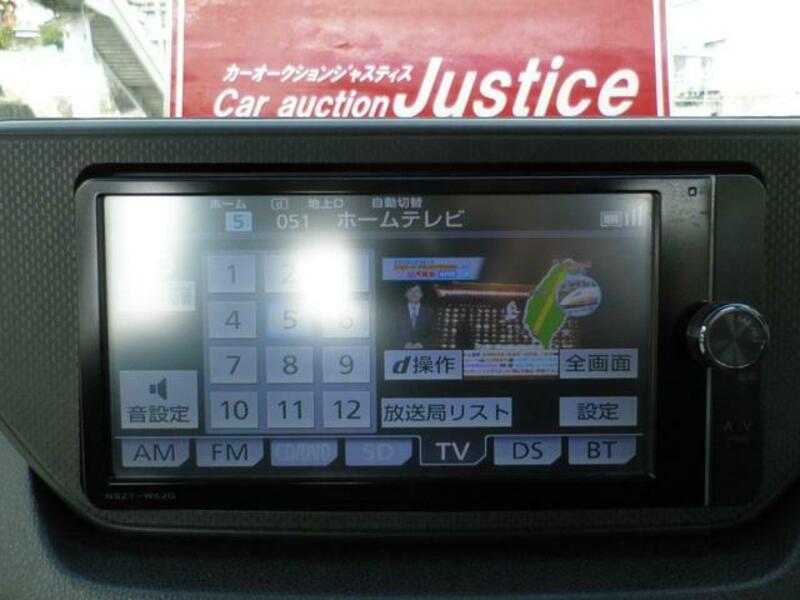 カーオークションジャスティス
Car auction Justice
ホーム 地上D 自動切替
5 051 ホームテレビ
1 2
4 5 6
7 8 9
10 11 12
d操作 全画面
音設定 放送局リスト 設定
AM FM CD/DVD SD TV DS BT
NSZT-W62G